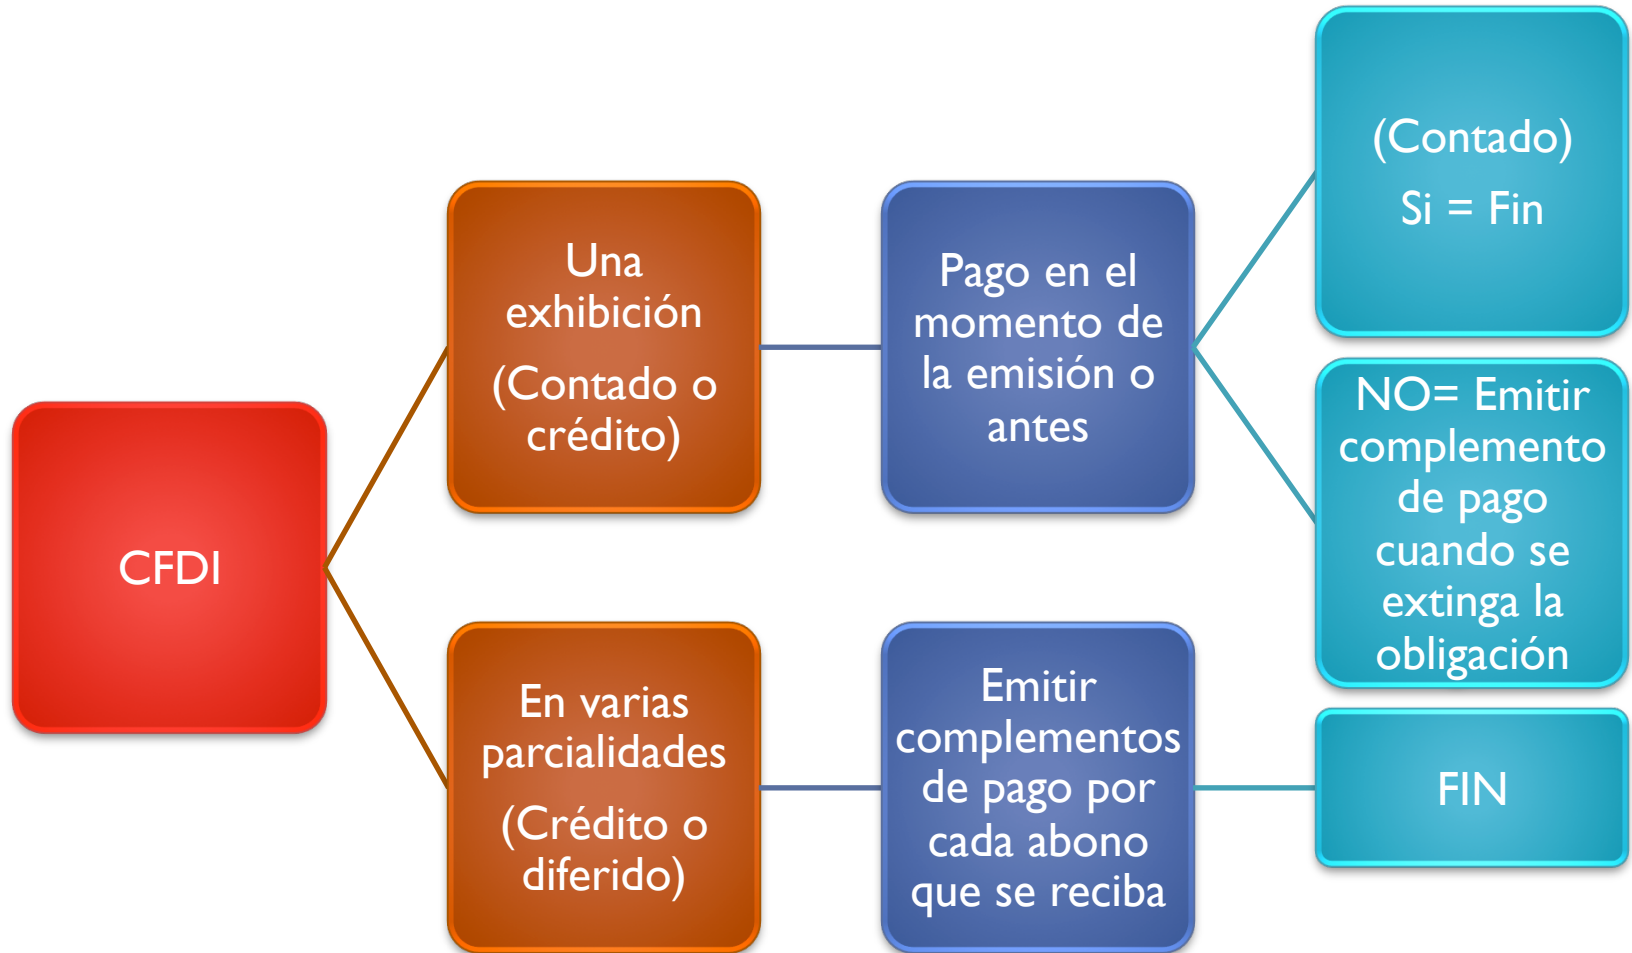 CFDI
Una
exhibición
(Contado o
crédito)
Pago en el
momento de
la emisión o
antes
(Contado)
Si = Fin
NO= Emitir
complemento
de pago
cuando se
extinga la
obligación
En varias
parcialidades
(Crédito o
diferido)
Emitir
complementos
de pago por
cada abono
que se reciba
FIN